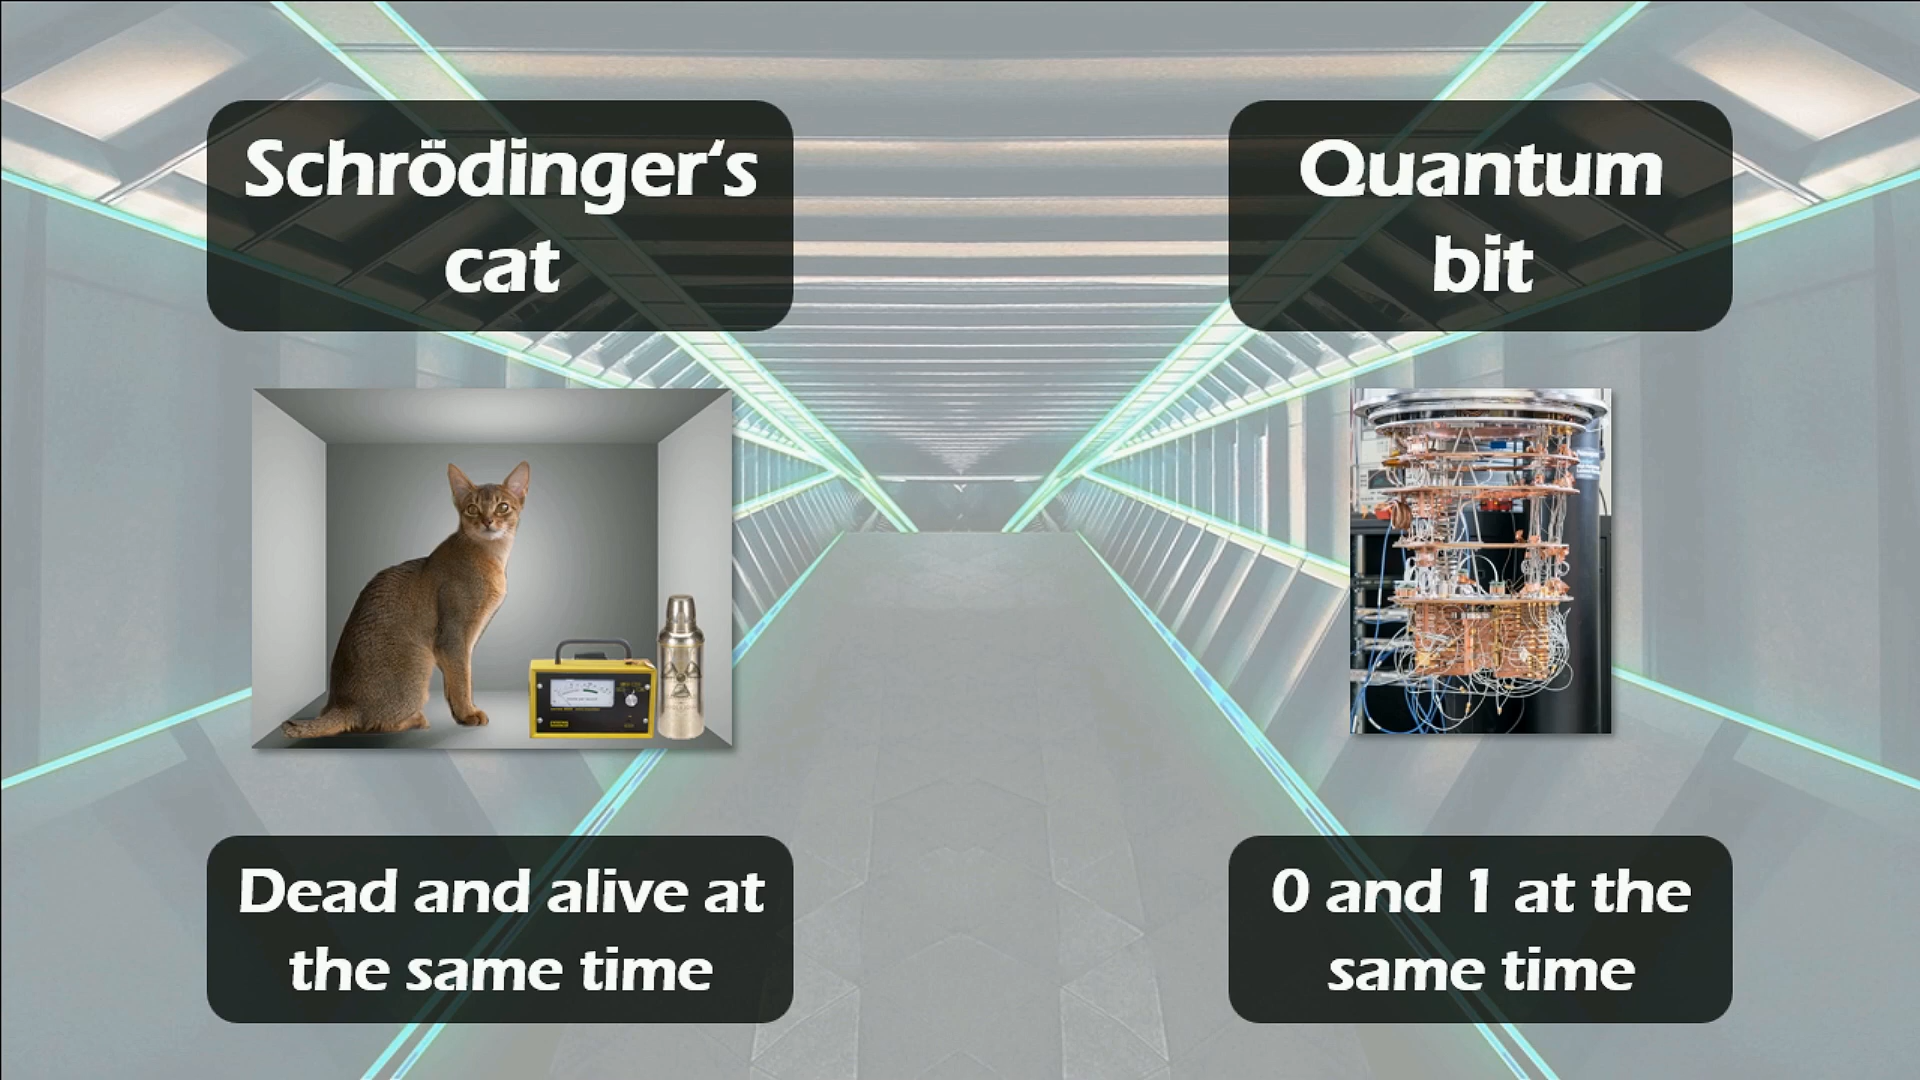 Schrödinger‘s
cat
Quantum
bit
Dead and alive at
the same time
0 and 1 at the
same time